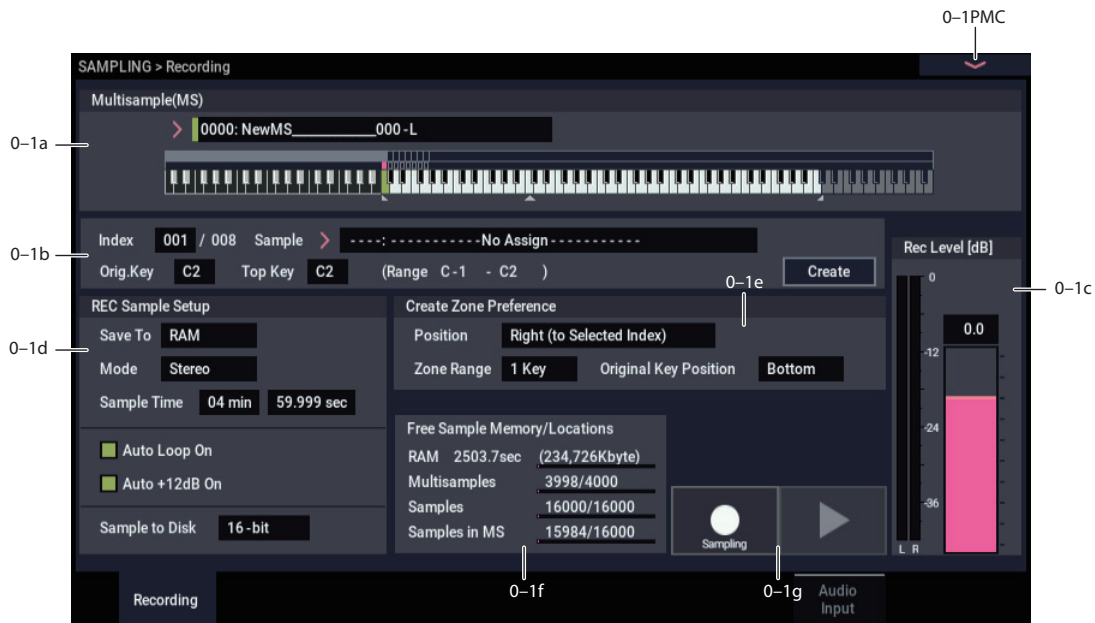 0–1PMC
SAMPLING > Recording
Multisample(MS)
0000: NewMS____________000 -L
0–1a
Index 001 / 008 Sample ----: -----------No Assign-----------
0–1b
Orig.Key C2 Top Key C2 (Range C-1 - C2 ) Create
Rec Level [dB]
0–1e
0–1c
REC Sample Setup
Create Zone Preference
0
Save To RAM
Position Right (to Selected Index)
0.0
0–1d
-12
Mode Stereo
Zone Range 1 Key Original Key Position Bottom
Sample Time 04 min 59.999 sec
Free Sample Memory/Locations
-24
Auto Loop On
RAM 2503.7sec (234,726Kbyte)
Auto +12dB On
Multisamples 3998/4000
Samples 16000/16000
-36
Sample to Disk 16-bit
Samples in MS 15984/16000
Sampling
L R
0–1f
0–1g
Recording
Audio
Input